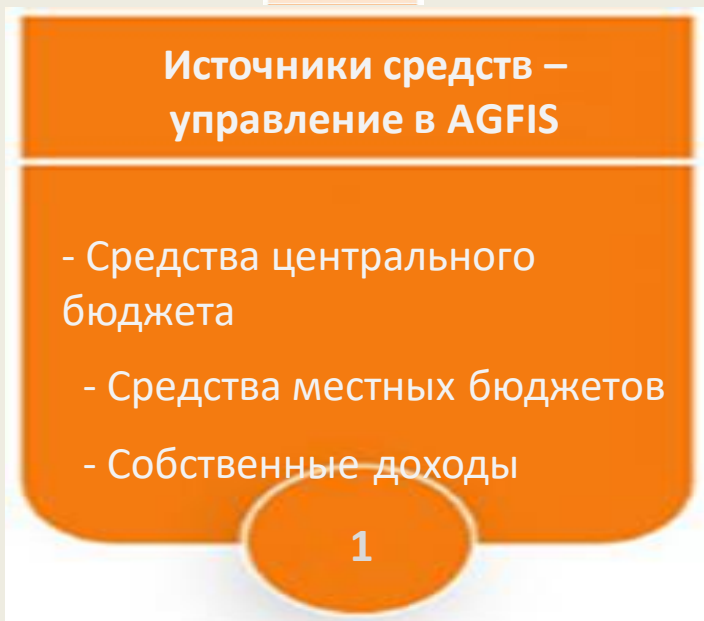 Источники средств –
управление в AGFIS
- Средства центрального
бюджета
- Средства местных бюджетов
- Собственные доходы
1